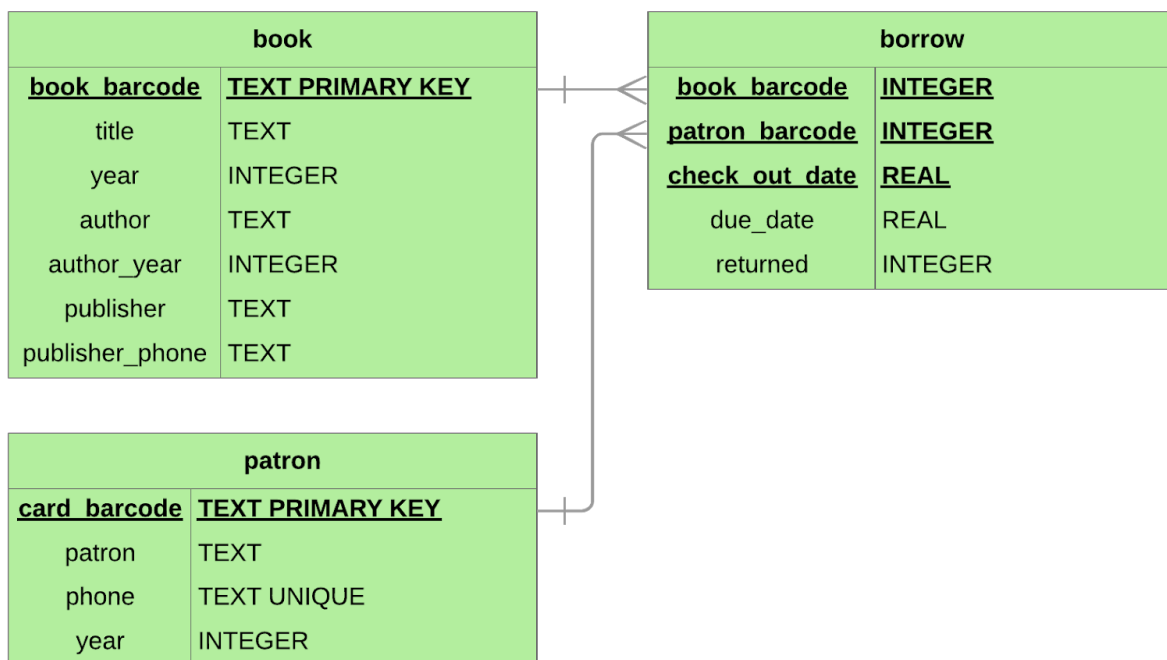 book
book_barcode TEXT PRIMARY KEY
title TEXT
year INTEGER
author TEXT
author_year INTEGER
publisher TEXT
publisher_phone TEXT
borrow
book_barcode INTEGER
patron_barcode INTEGER
check_out_date REAL
due_date REAL
returned INTEGER
patron
card_barcode TEXT PRIMARY KEY
patron TEXT
phone TEXT UNIQUE
year INTEGER